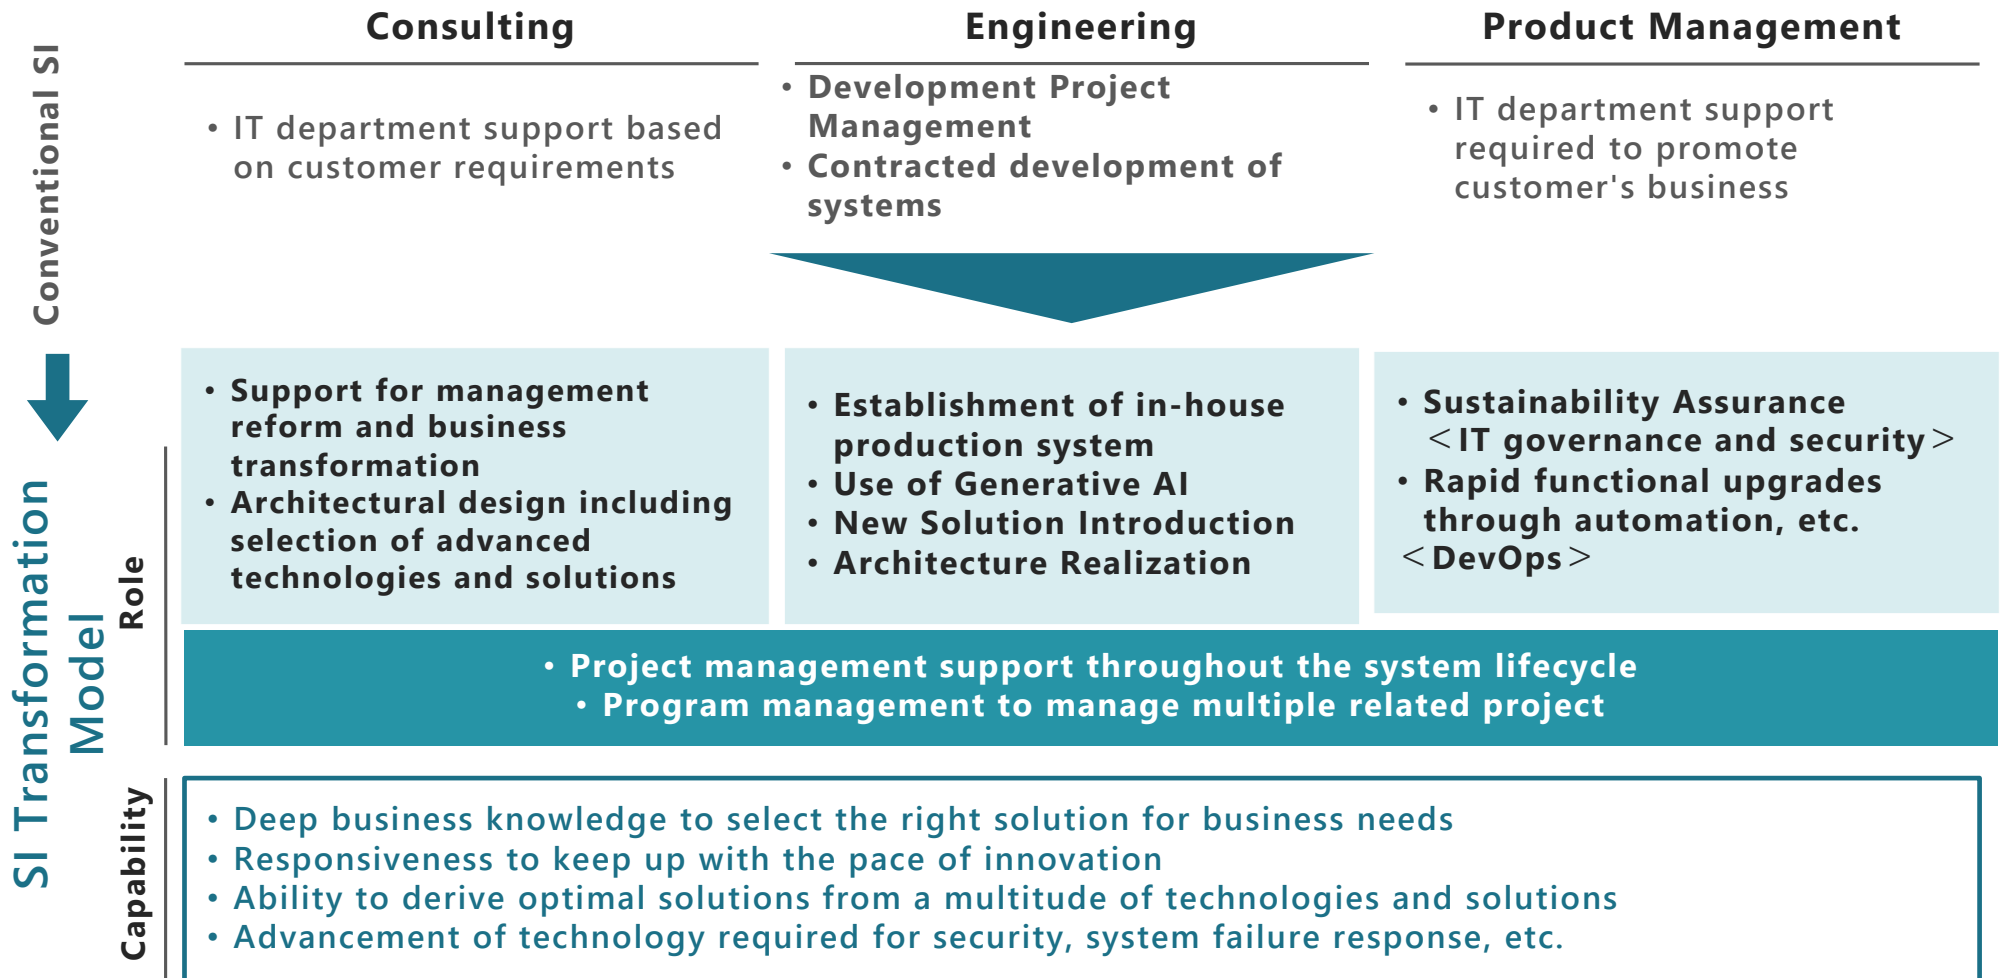 Consulting
Engineering
Product Management
Conventional SI
• IT department support based
on customer requirements
• Development Project
Management
• Contracted development of
systems
• IT department support
required to promote
customer's business
SI Transformation
Model
Role
• Support for management
reform and business
transformation
• Architectural design including
selection of advanced
technologies and solutions
• Establishment of in-house
production system
• Use of Generative AI
• New Solution Introduction
• Architecture Realization
• Sustainability Assurance
＜IT governance and security＞
• Rapid functional upgrades
through automation, etc.
＜DevOps＞
• Project management support throughout the system lifecycle
• Program management to manage multiple related project
Capability
• Deep business knowledge to select the right solution for business needs
• Responsiveness to keep up with the pace of innovation
• Ability to derive optimal solutions from a multitude of technologies and solutions
• Advancement of technology required for security, system failure response, etc.